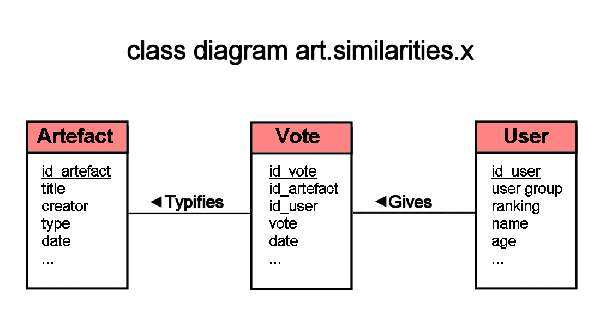 class diagram art.similarities.x
Artefact
id_artefact
title
creator
type
date
...
◄Typifies
Vote
id_vote
id_artefact
id_user
vote
date
...
◄Gives
User
id_user
user group
ranking
name
age
...